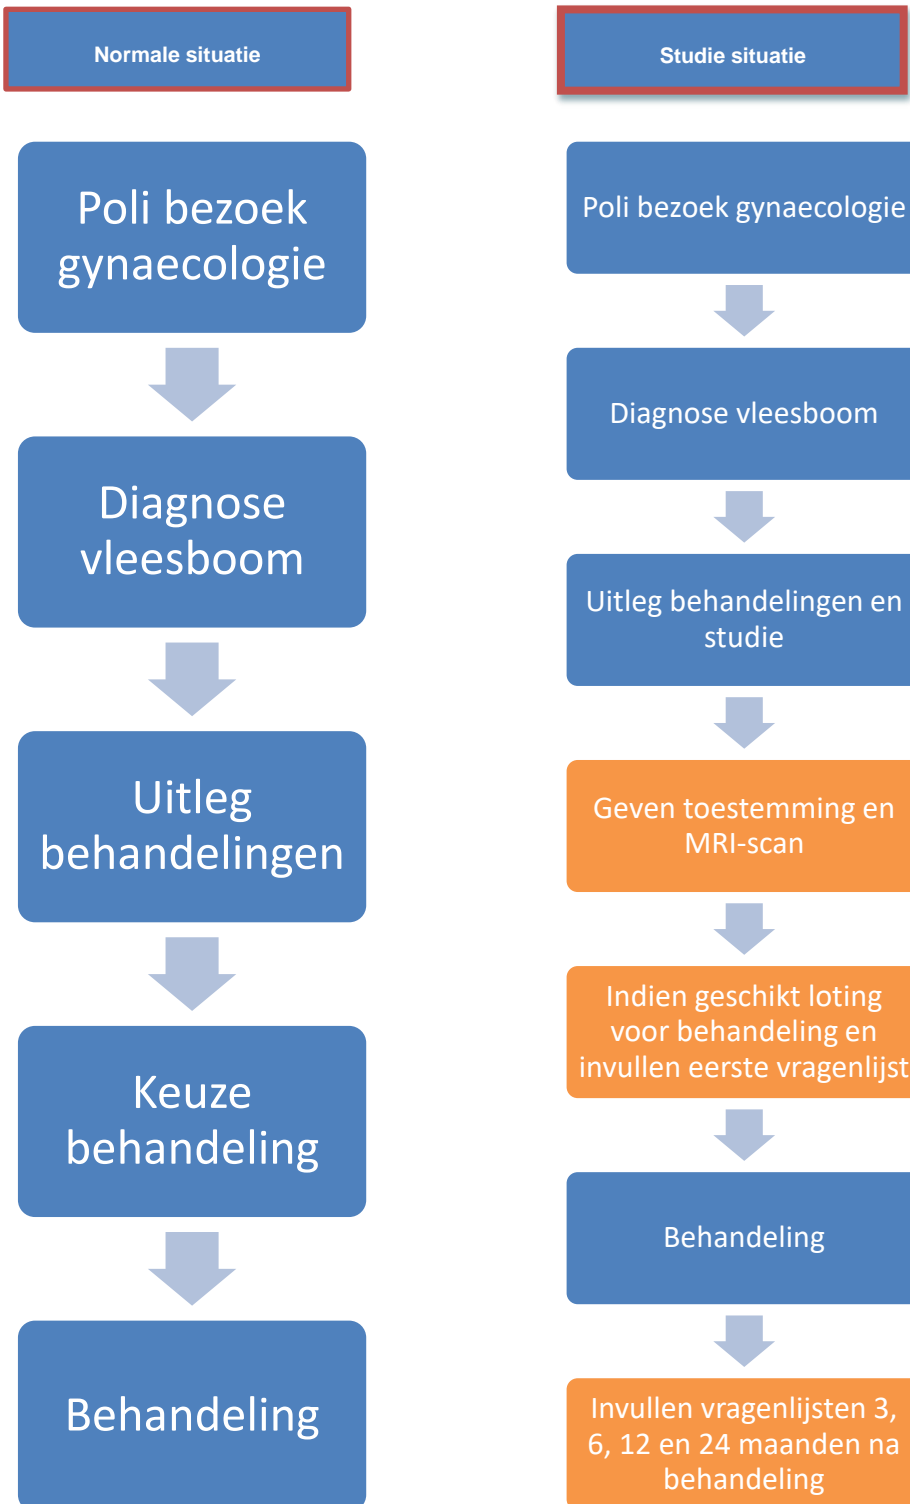 Normale situatie
Poli bezoek
gynaecologie
Diagnose
vleesboom
Uitleg
behandelingen
Keuze
behandeling
Behandeling
Studie situatie
Poli bezoek gynaecologie
Diagnose vleesboom
Uitleg behandelingen en
studie
Geven toestemming en
MRI-scan
Indien geschikt loting
voor behandeling en
invullen eerste vragenlijst
Behandeling
Invullen vragenlijsten 3,
6, 12 en 24 maanden na
behandeling